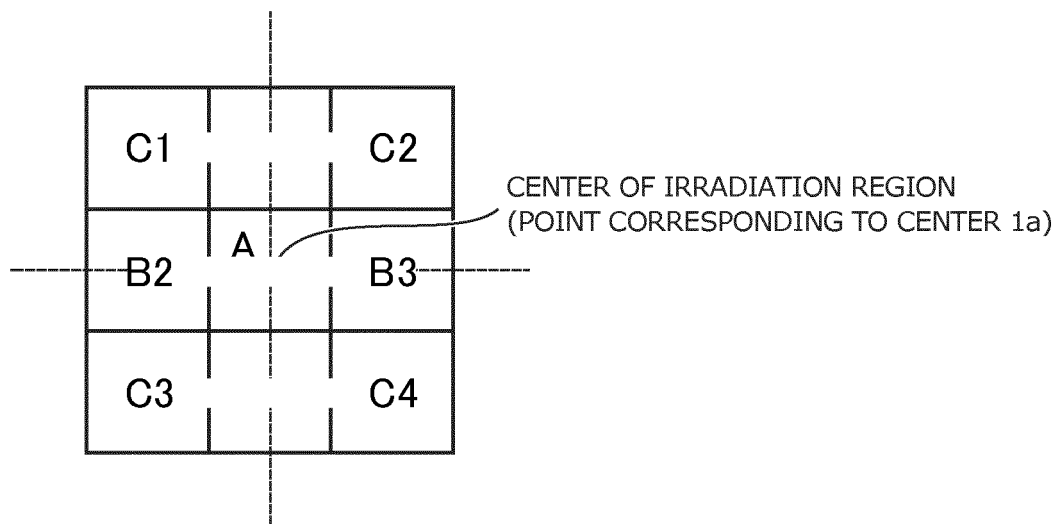 C1 C2
CENTER OF IRRADIATION REGION
(POINT CORRESPONDING TO CENTER 1a)
A
B2 B3
C3 C4